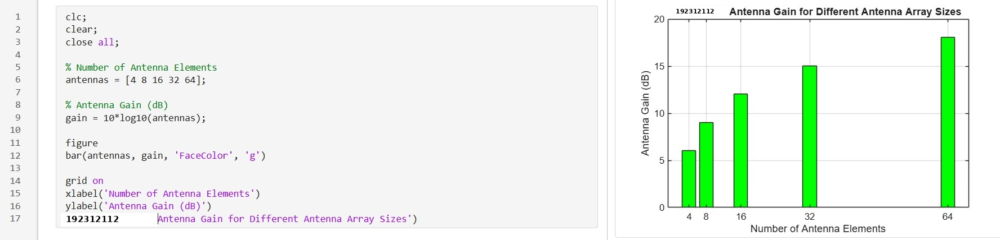 1 clc;
2 clear;
3 close all;
4
5 % Number of Antenna Elements
6 antennas = [4 8 16 32 64];
7
8 % Antenna Gain (dB)
9 gain = 10*log10(antennas);
10
11 figure
12 bar(antennas, gain, 'FaceColor', 'g')
13
14 grid on
15 xlabel('Number of Antenna Elements')
16 ylabel('Antenna Gain (dB)')
17 192312112 Antenna Gain for Different Antenna Array Sizes')
192312112 Antenna Gain for Different Antenna Array Sizes
Antenna Gain (dB)
20
15
10
5
0
4 8 16 32 64
Number of Antenna Elements